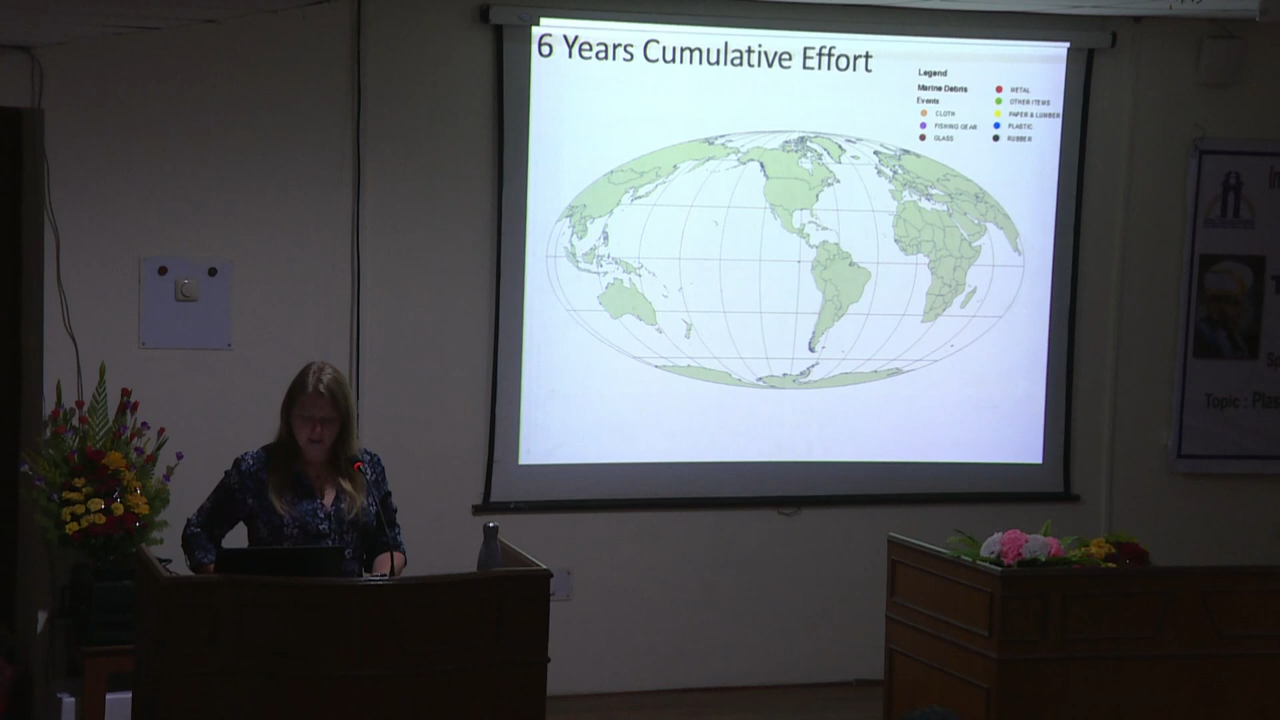 6 Years Cumulative Effort
Legend
Marine Debris
Events
CLOTH
FISHING GEAR
GLASS
METAL
OTHER ITEMS
PAPER & LUMBER
PLASTIC
RUBBER
Topic : Plas